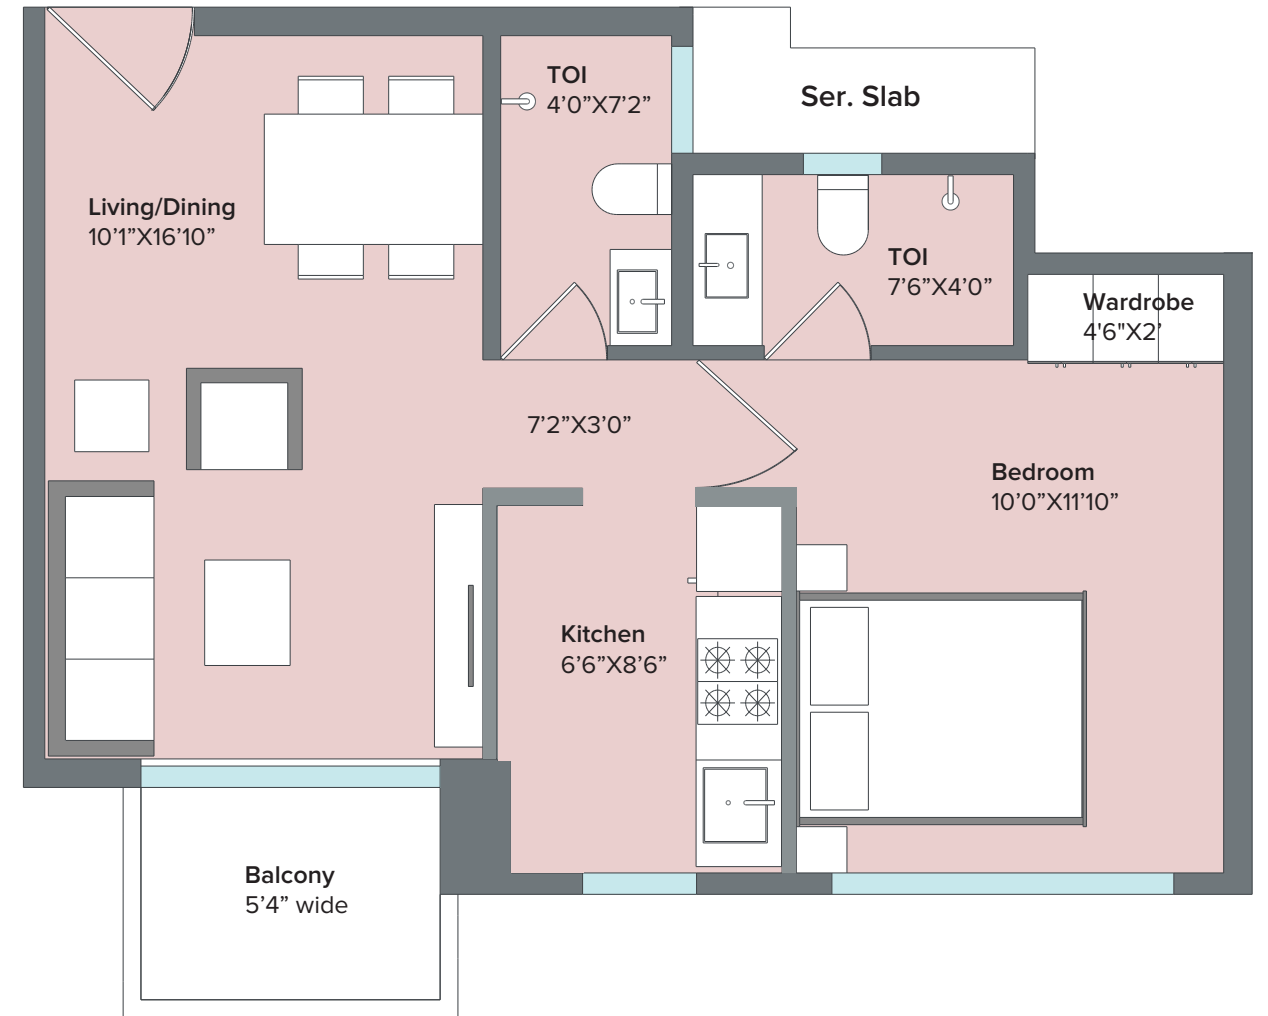 TOI
4’0”X7’2”
Ser. Slab
Living/Dining
10’1”X16’10”
TOI
7’6”X4’0”
Wardrobe
4'6"X2'
7’2”X3’0”
Bedroom
10’0”X11’10”
Kitchen
6’6”X8’6”
Balcony
5’4” wide